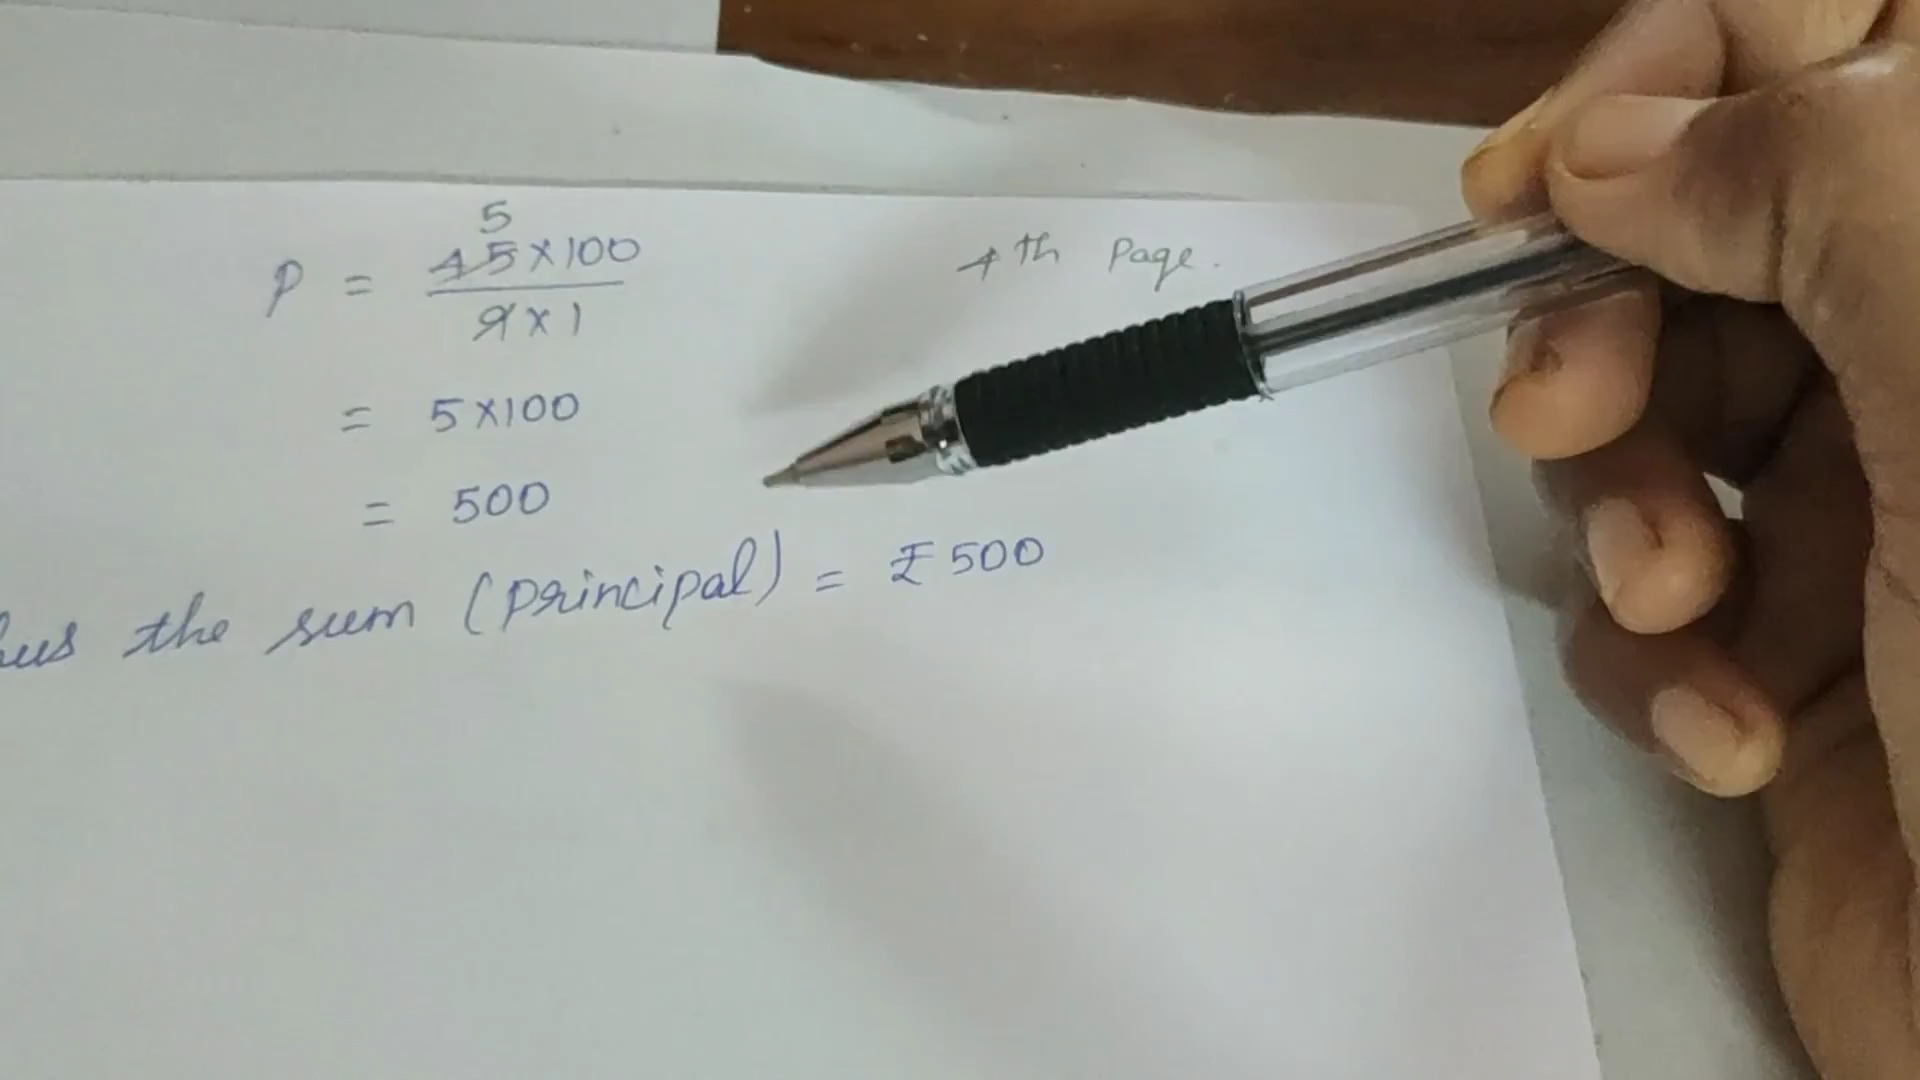 5
P = 45×100
4th Page.
9×1
= 5×100
= 500
the sum (principal) = ₹500